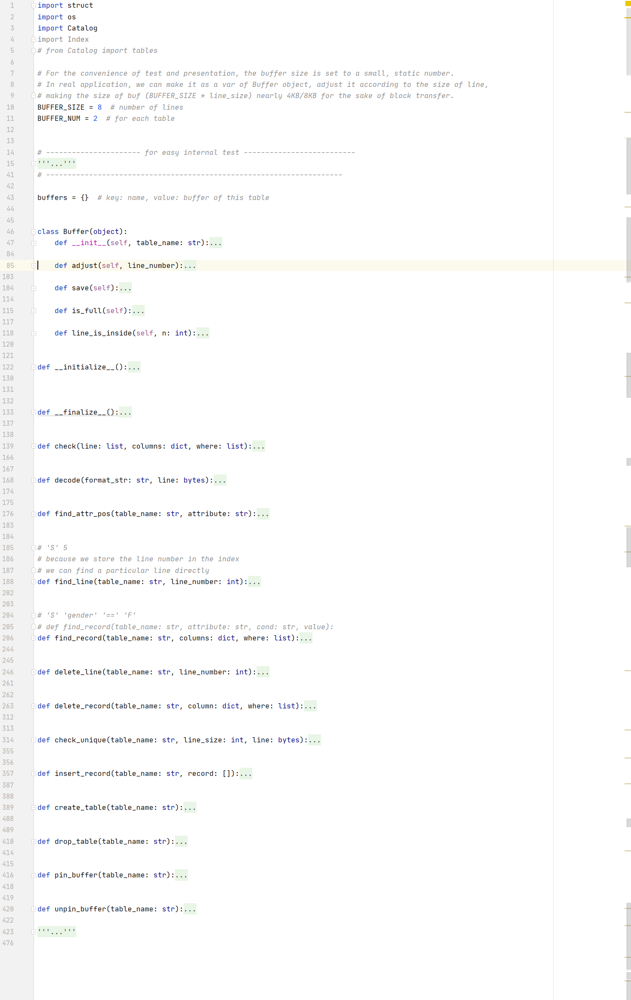 1 import struct
2 import os
3 import Catalog
4 import Index
5 # from Catalog import tables
6
7 # For the convenience of test and presentation, the buffer size is set to a small, static number.
8 # In real application, we can make it as a var of Buffer object, adjust it according to the size of line,
9 # making the size of buf (BUFFER_SIZE * line_size) nearly 4KB/8KB for the sake of block transfer.
10 BUFFER_SIZE = 8  # number of lines
11 BUFFER_NUM = 2  # for each table
12
13
14 # ---------------------- for easy internal test --------------------------
15 '''...'''
41 # ---------------------------------------------------------------------
42
43 buffers = {}  # key: name, value: buffer of this table
44
45
46 class Buffer(object):
47     def __init__(self, table_name: str):...
84
85     def adjust(self, line_number):...
103
104     def save(self):...
114
115     def is_full(self):...
117
118     def line_is_inside(self, n: int):...
120
121
122 def __initialize__():...
130
131
132
133 def __finalize__():...
137
138
139 def check(line: list, columns: dict, where: list):...
166
167
168 def decode(format_str: str, line: bytes):...
174
175
176 def find_attr_pos(table_name: str, attribute: str):...
183
184
185 # 'S' 5
186 # because we store the line number in the index
187 # we can find a particular line directly
188 def find_line(table_name: str, line_number: int):...
202
203
204 # 'S' 'gender' '==' 'F'
205 # def find_record(table_name: str, attribute: str, cond: str, value):
206 def find_record(table_name: str, columns: dict, where: list):...
244
245
246 def delete_line(table_name: str, line_number: int):...
261
262
263 def delete_record(table_name: str, column: dict, where: list):...
312
313
314 def check_unique(table_name: str, line_size: int, line: bytes):...
355
356
357 def insert_record(table_name: str, record: []):...
387
388
389 def create_table(table_name: str):...
408
409
410 def drop_table(table_name: str):...
414
415
416 def pin_buffer(table_name: str):...
418
419
420 def unpin_buffer(table_name: str):...
422
423 '''...'''
476